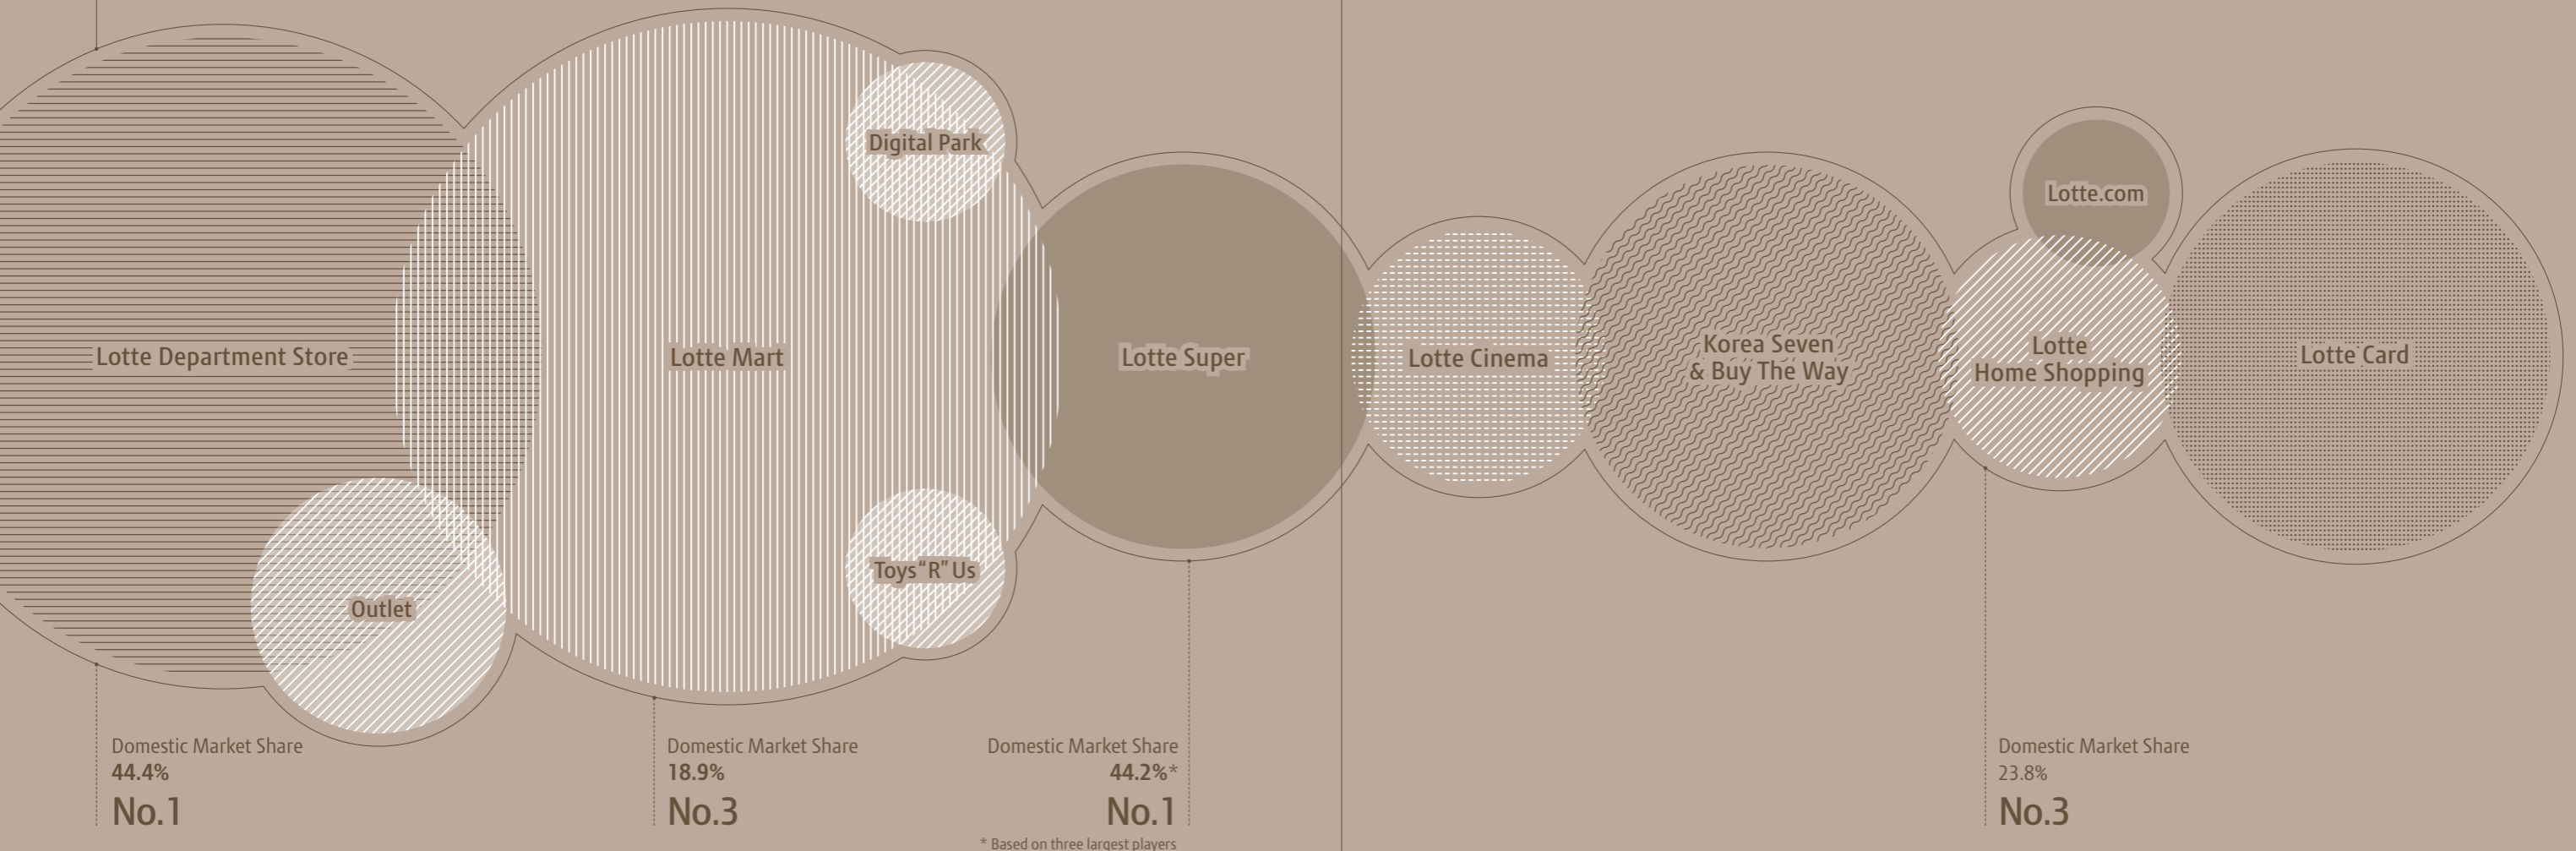 Digital Park
Lotte.com
Lotte Department Store
Lotte Mart
Lotte Super
Lotte Cinema
Korea Seven
& Buy The Way
Lotte
Home Shopping
Lotte Card
Toys“R” Us
Outlet
Domestic Market Share
44.4%
No.1
Domestic Market Share
18.9%
No.3
Domestic Market Share
44.2%*
No.1
* Based on three largest players
Domestic Market Share
23.8%
No.3